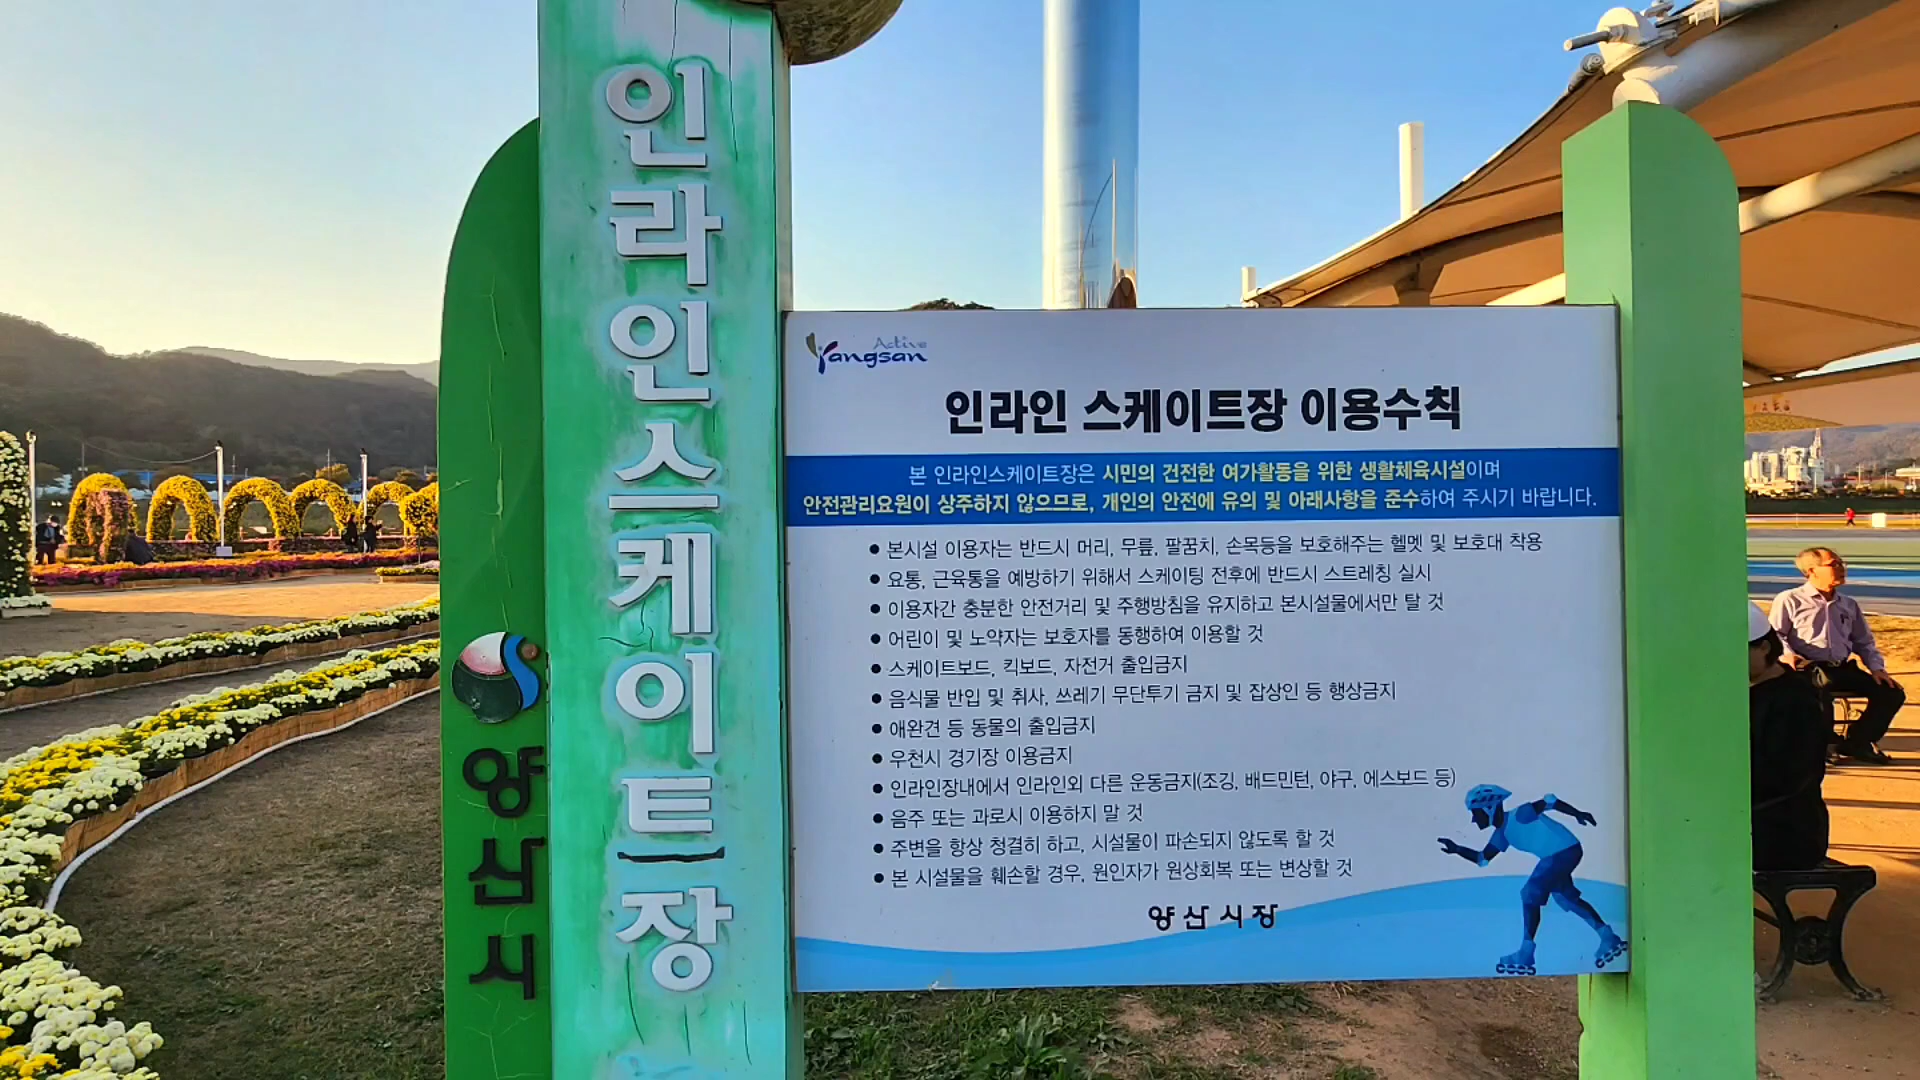 인라인스케이트장
양산시
Active
Yangsan
인라인 스케이트장 이용수칙
본 인라인스케이트장은 시민의 건전한 여가활동을 위한 생활체육시설이며
안전관리요원이 상주하지 않으므로, 개인의 안전에 유의 및 아래사항을 준수하여 주시기 바랍니다.
● 본시설 이용자는 반드시 머리, 무릎, 팔꿈치, 손목등을 보호해주는 헬멧 및 보호대 착용
● 요통, 근육통을 예방하기 위해서 스케이팅 전후에 반드시 스트레칭 실시
● 이용자간 충분한 안전거리 및 주행방침을 유지하고 본시설물에서만 탈 것
● 어린이 및 노약자는 보호자를 동행하여 이용할 것
● 스케이트보드, 킥보드, 자전거 출입금지
● 음식물 반입 및 취사, 쓰레기 무단투기 금지 및 잡상인 등 행상금지
● 애완견 등 동물의 출입금지
● 우천시 경기장 이용금지
● 인라인장내에서 인라인외 다른 운동금지(조깅, 배드민턴, 야구, 에스보드 등)
● 음주 또는 과로시 이용하지 말 것
● 주변을 항상 청결히 하고, 시설물이 파손되지 않도록 할 것
● 본 시설물을 훼손할 경우, 원인자가 원상회복 또는 변상할 것
양산시장